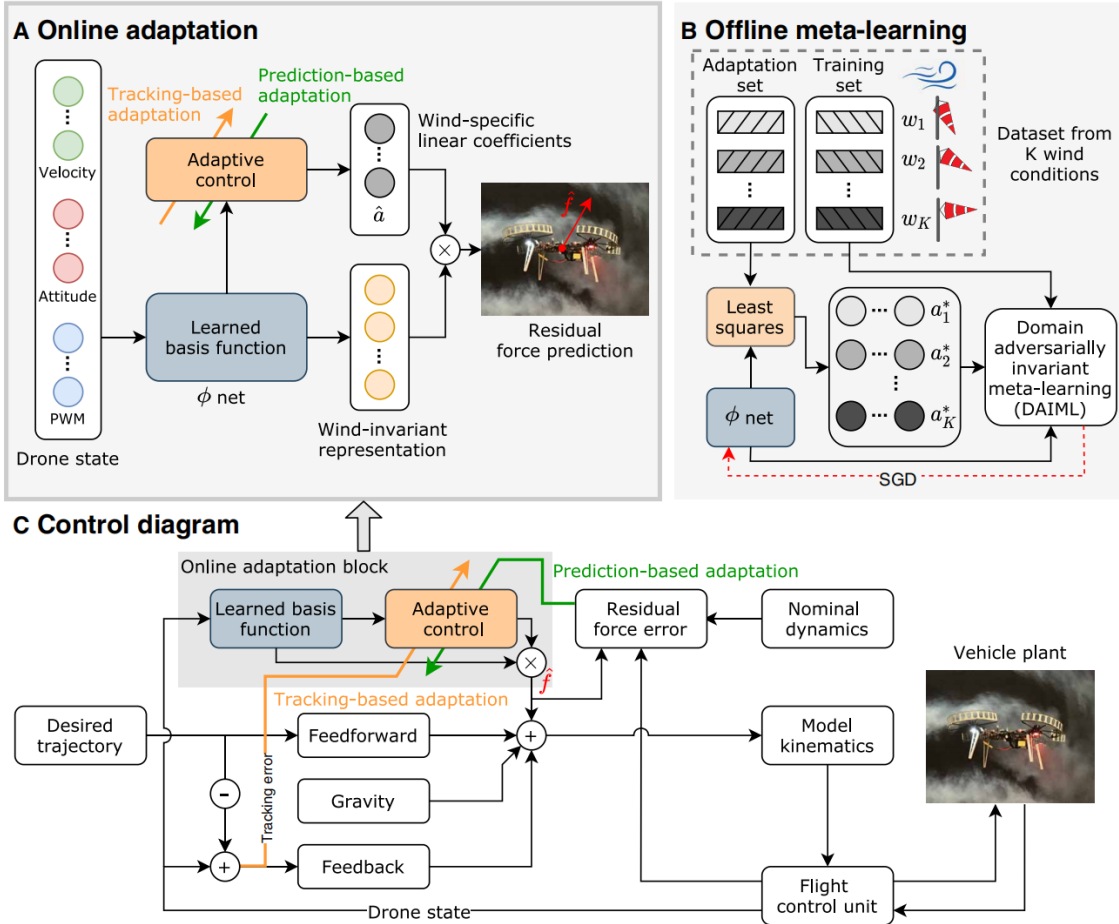 A Online adaptation
Tracking-based
adaptation
Prediction-based
adaptation
Velocity
Attitude
PWM
Drone state
Adaptive
control
Learned
basis function
ϕ net
Wind-specific
linear coefficients
â
×
Wind-invariant
representation
f̂
Residual
force prediction
B Offline meta-learning
Adaptation
set
Training
set
w₁
w₂
w_K
Dataset from
K wind
conditions
Least
squares
ϕ net
a₁*
a₂*
a_K*
Domain
adversarially
invariant
meta-learning
(DAIML)
SGD
C Control diagram
Online adaptation block
Learned basis
function
Adaptive
control
×
f̂
Prediction-based adaptation
Tracking-based adaptation
Residual
force error
Nominal
dynamics
Vehicle plant
Desired
trajectory
-
+
Tracking error
Feedforward
Gravity
Feedback
+
Model
kinematics
Flight
control unit
Drone state